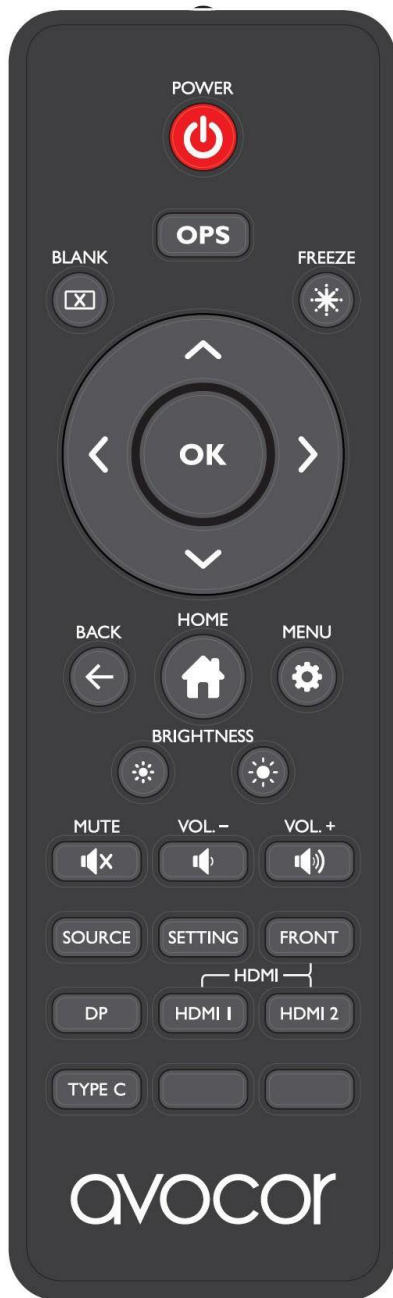 POWER
OPS
BLANK
FREEZE
OK
BACK
HOME
MENU
BRIGHTNESS
MUTE
VOL. –
VOL. +
SOURCE
SETTING
FRONT
HDMI
DP
HDMI 1
HDMI 2
TYPE C
avocor